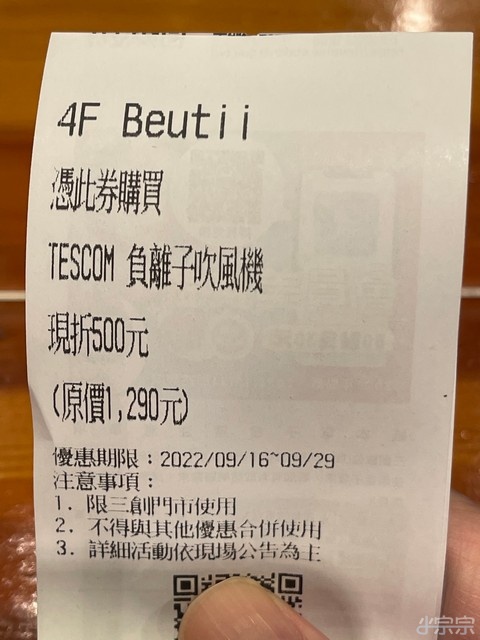 4F Beutii
憑此券購買
TESCOM 負離子吹風機
現折500元
(原價1,290元)
優惠期限：2022/09/16~09/29
注意事項：
1. 限三創門市使用
2. 不得與其他優惠合併使用
3. 詳細活動依現場公告為主
小宗宗